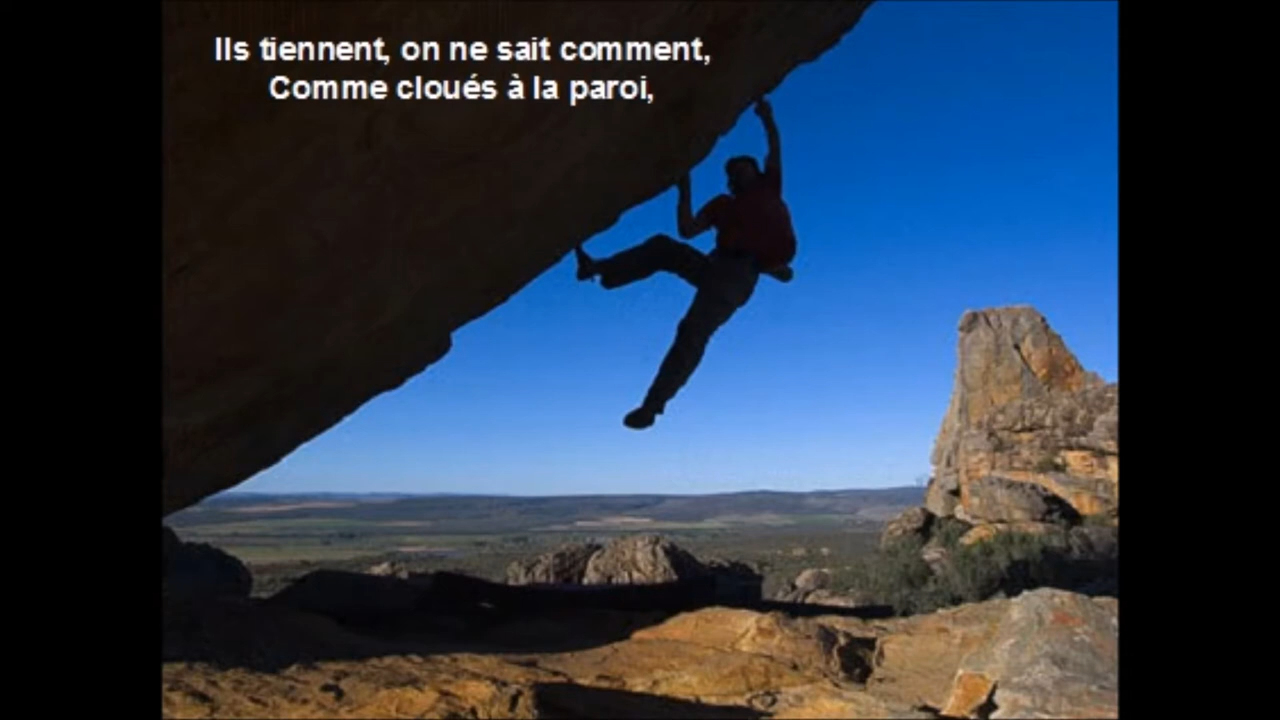 Ils tiennent, on ne sait comment,
Comme cloués à la paroi,